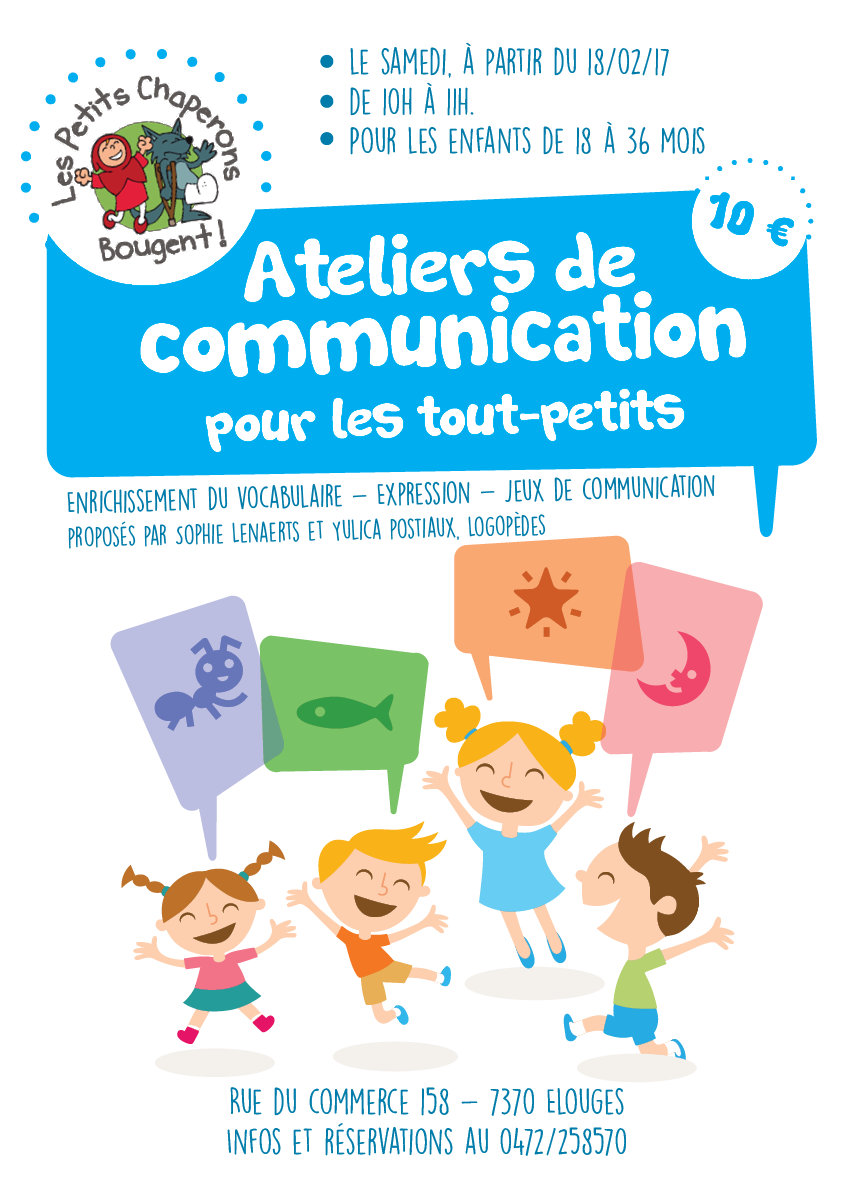 Les Petits Chaperons
Bougent !
LE SAMEDI, À PARTIR DU 18/02/17
DE 10H À 11H.
POUR LES ENFANTS DE 18 À 36 MOIS
10 €
Ateliers de
communication
pour les tout-petits
ENRICHISSEMENT DU VOCABULAIRE – EXPRESSION – JEUX DE COMMUNICATION
PROPOSÉS PAR SOPHIE LENAERTS ET YULICA POSTIAUX, LOGOPÈDES
RUE DU COMMERCE 158 – 7370 ELOUGES
INFOS ET RÉSERVATIONS AU 0472/258570